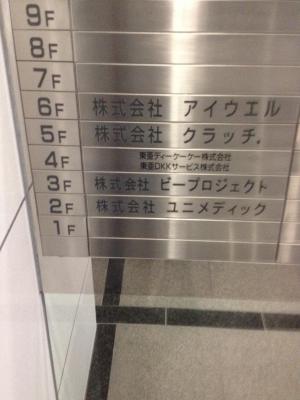 9F
8F
7F
6F 株式会社 アイウエル
5F 株式会社 クラッチ.
4F 東亜ディーケーケー株式会社
東亜DKKサービス株式会社
3F 株式会社 ビープロジェクト
2F 株式会社 ユニメディック
1F